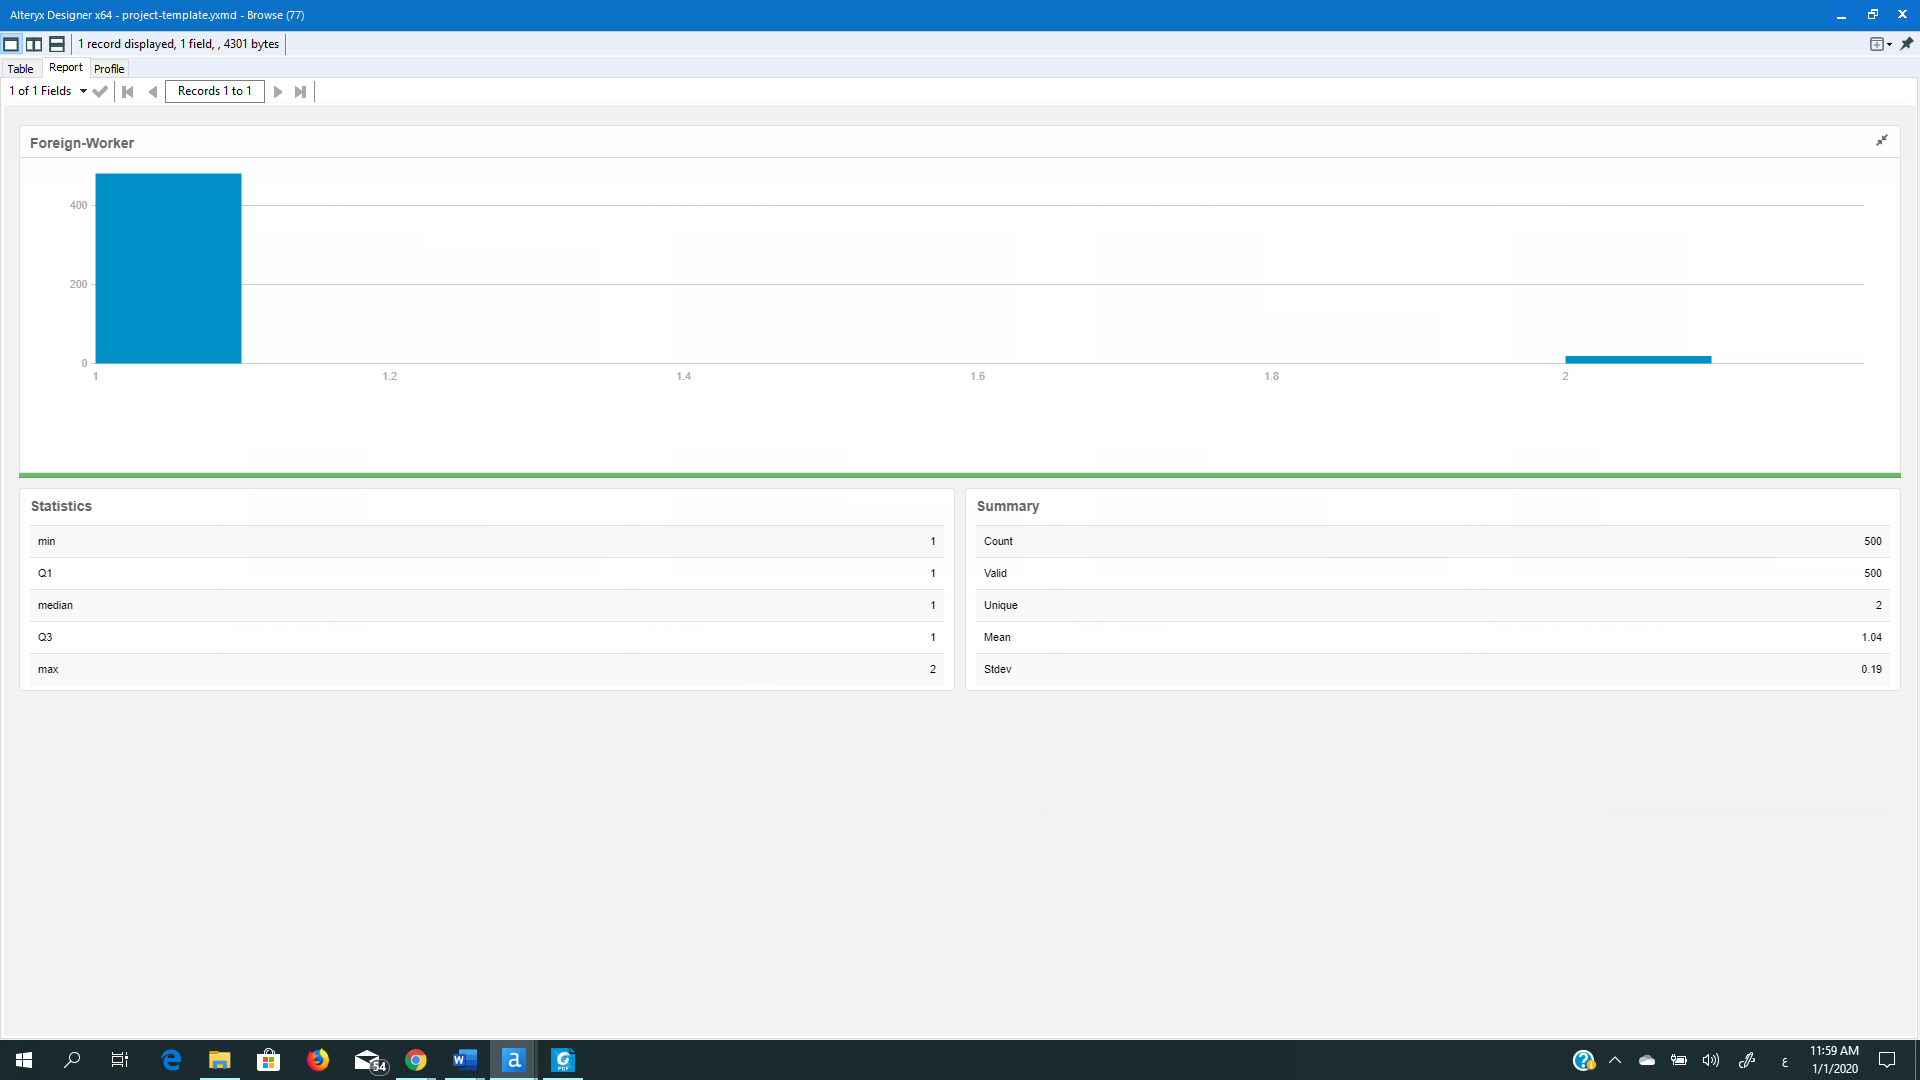 Alteryx Designer x64 - project-template.yxmd - Browse (77)
1 record displayed, 1 field, , 4301 bytes
Table Report Profile
1 of 1 Fields Records 1 to 1
Foreign-Worker
400
200
0
1 1.2 1.4 1.6 1.8 2
Statistics
min 1
Q1 1
median 1
Q3 1
max 2
Summary
Count 500
Valid 500
Unique 2
Mean 1.04
Stdev 0.19
54
W
a
G
PDF
ع
11:59 AM
1/1/2020